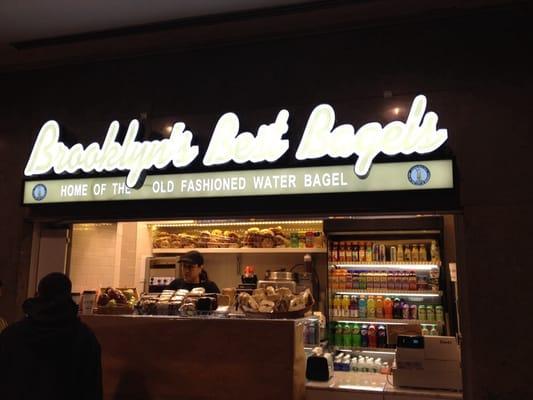 Brooklyn's Best Bagels
HOME OF THE OLD FASHIONED WATER BAGEL